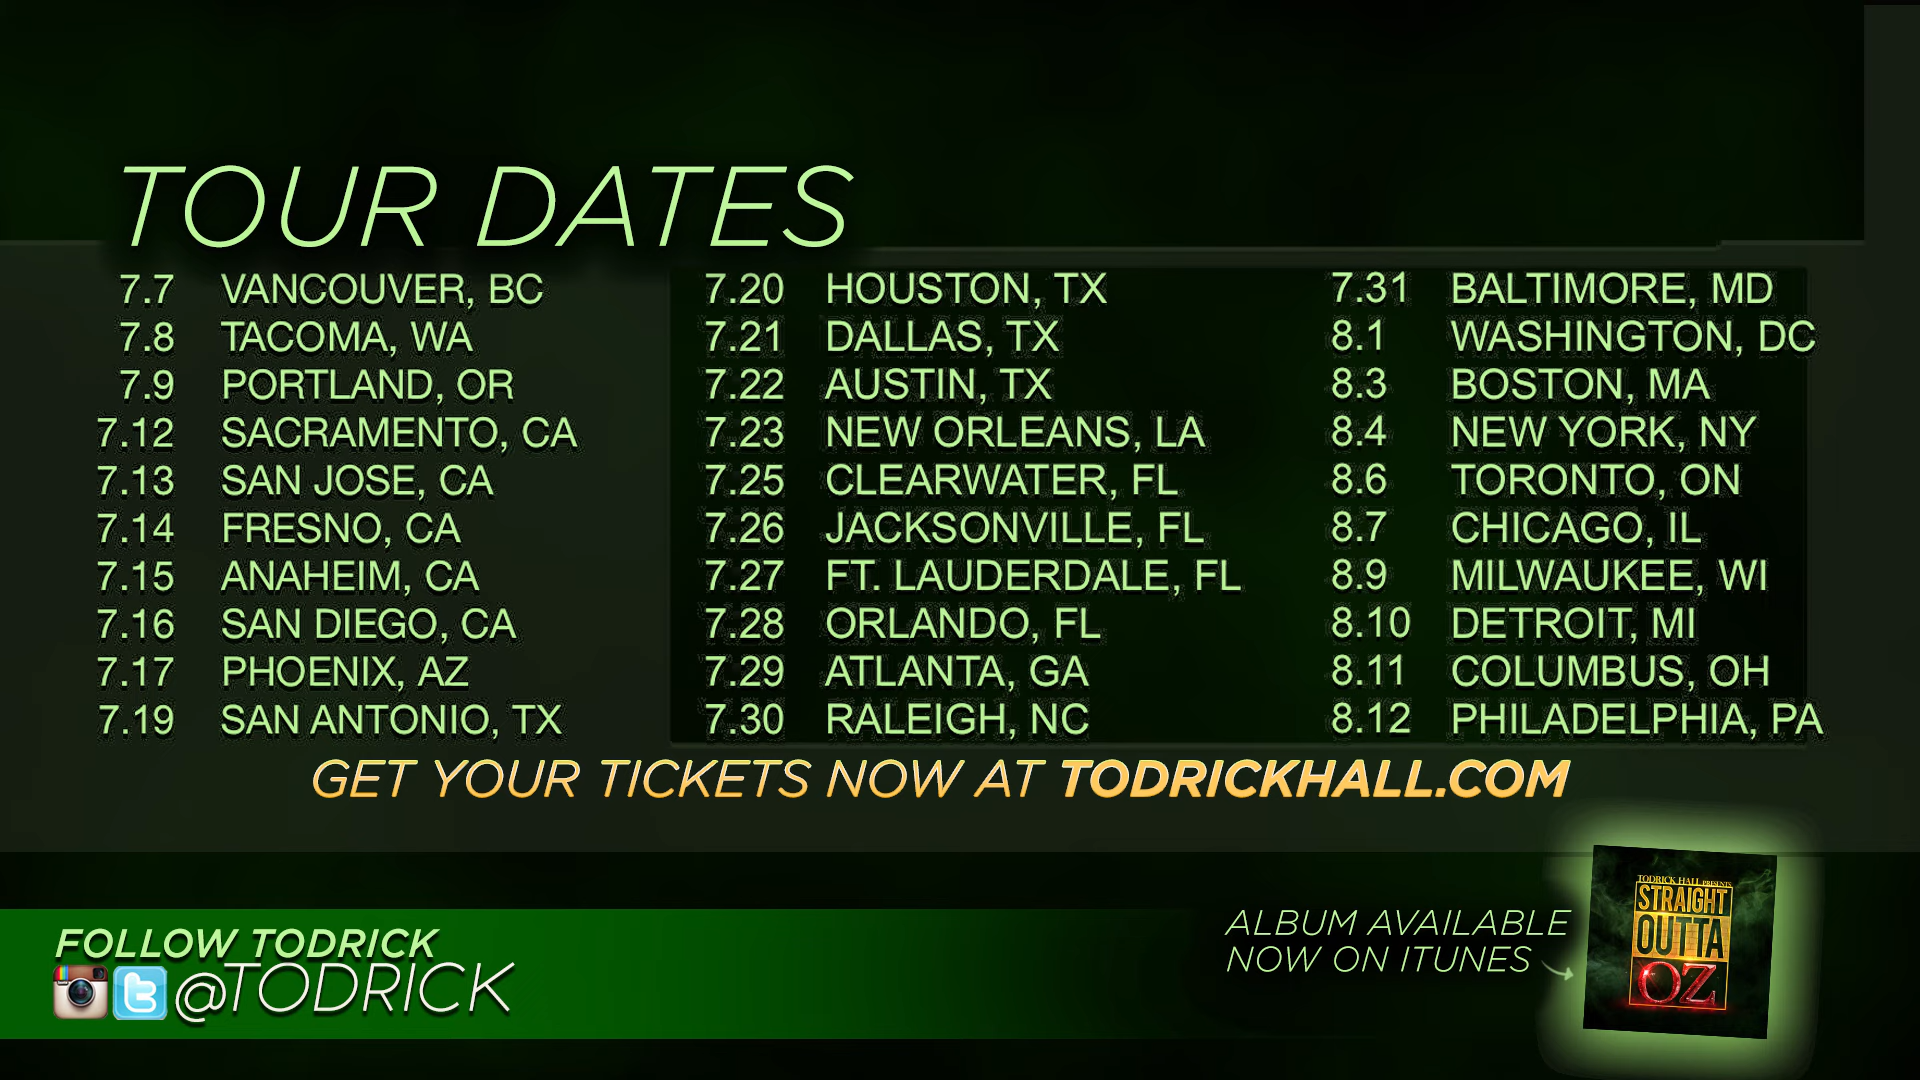 TOUR DATES
7.7 VANCOUVER, BC
7.8 TACOMA, WA
7.9 PORTLAND, OR
7.12 SACRAMENTO, CA
7.13 SAN JOSE, CA
7.14 FRESNO, CA
7.15 ANAHEIM, CA
7.16 SAN DIEGO, CA
7.17 PHOENIX, AZ
7.19 SAN ANTONIO, TX
7.20 HOUSTON, TX
7.21 DALLAS, TX
7.22 AUSTIN, TX
7.23 NEW ORLEANS, LA
7.25 CLEARWATER, FL
7.26 JACKSONVILLE, FL
7.27 FT. LAUDERDALE, FL
7.28 ORLANDO, FL
7.29 ATLANTA, GA
7.30 RALEIGH, NC
7.31 BALTIMORE, MD
8.1 WASHINGTON, DC
8.3 BOSTON, MA
8.4 NEW YORK, NY
8.6 TORONTO, ON
8.7 CHICAGO, IL
8.9 MILWAUKEE, WI
8.10 DETROIT, MI
8.11 COLUMBUS, OH
8.12 PHILADELPHIA, PA
GET YOUR TICKETS NOW AT TODRICKHALL.COM
FOLLOW TODRICK
@TODRICK
ALBUM AVAILABLE
NOW ON ITUNES
TODRICK HALL PRESENTS
STRAIGHT
OUTTA
OZ